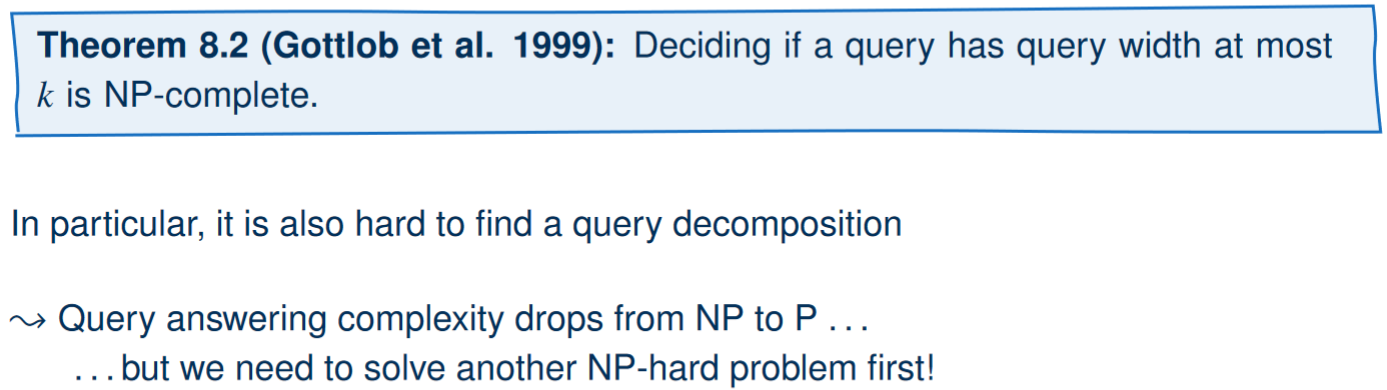 Theorem 8.2 (Gottlob et al. 1999): Deciding if a query has query width at most
k is NP-complete.
In particular, it is also hard to find a query decomposition
⇝ Query answering complexity drops from NP to P . . .
. . . but we need to solve another NP-hard problem first!